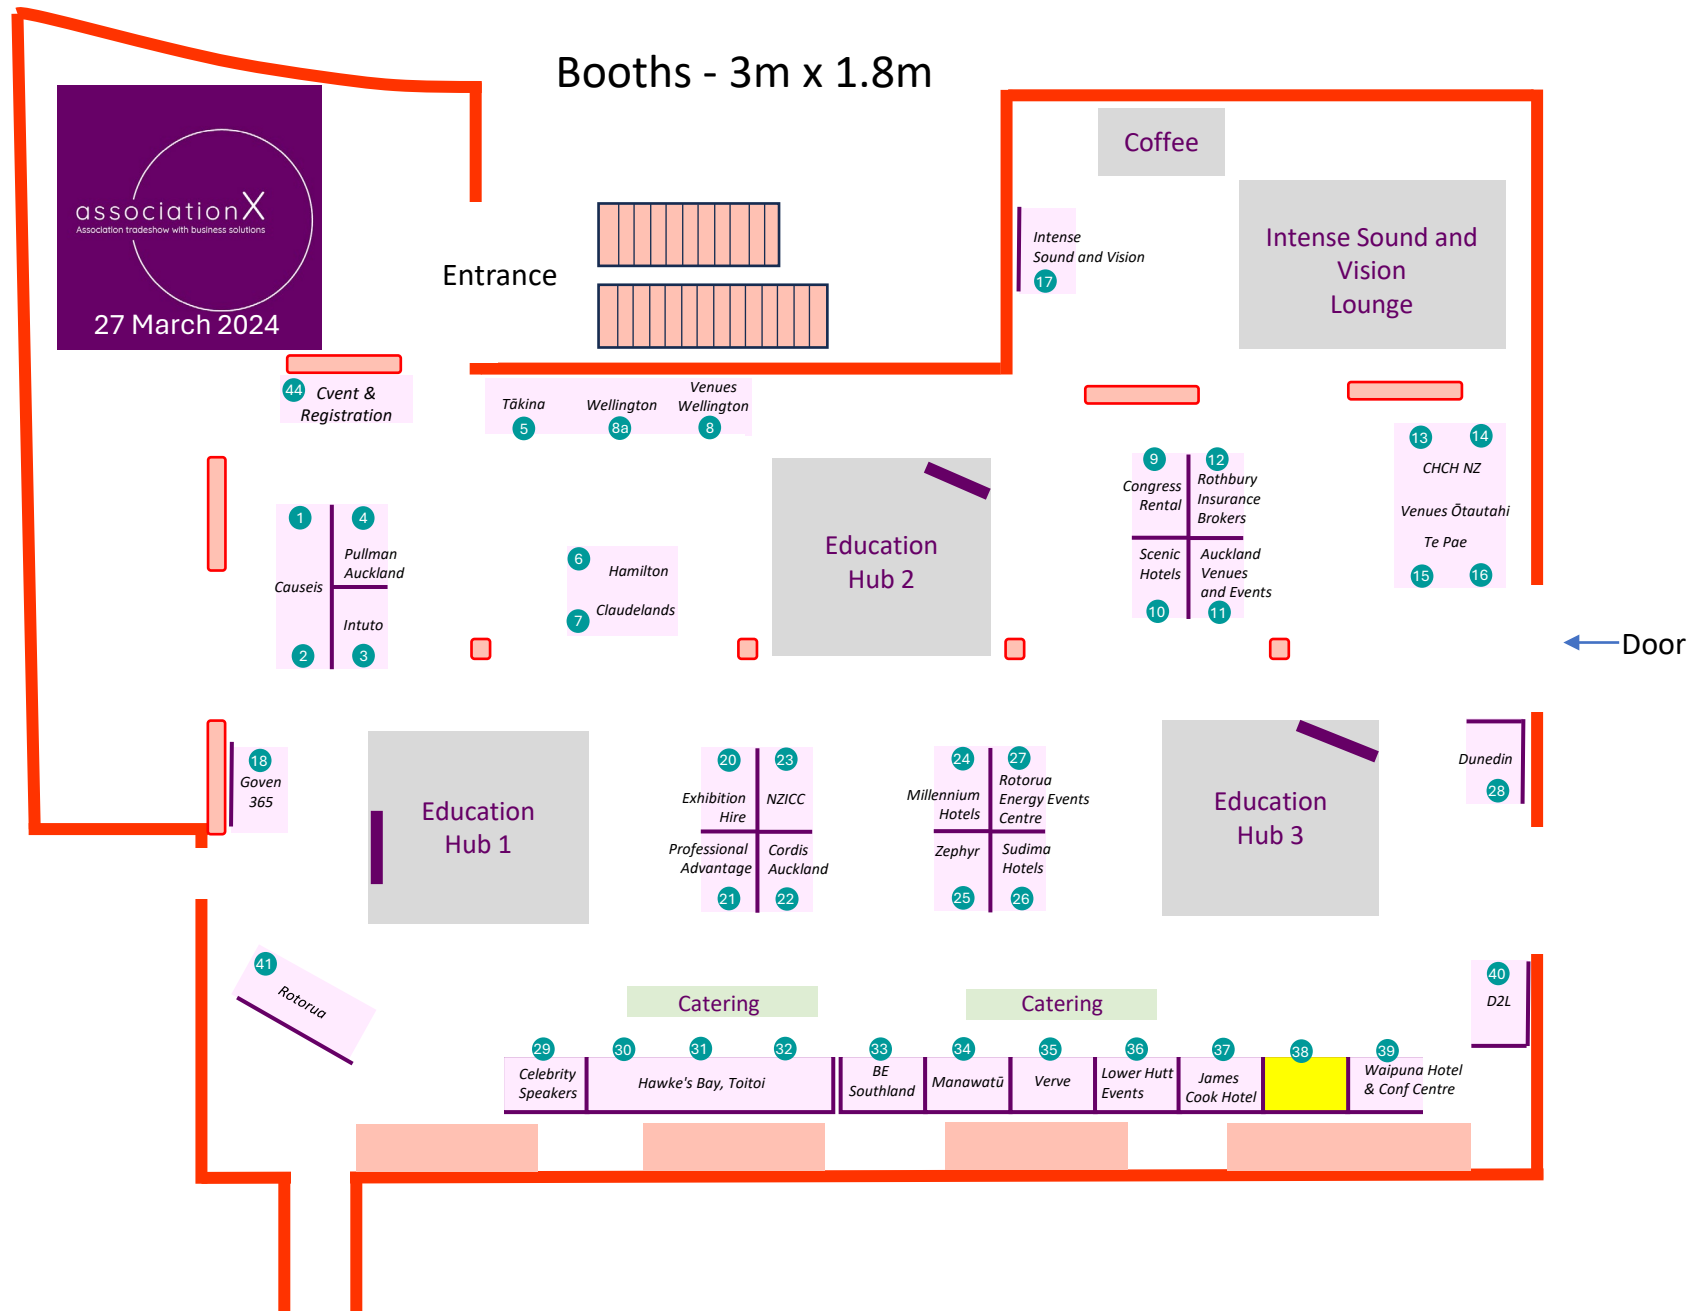 Booths - 3m x 1.8m
associationX
Association tradeshow with business solutions
27 March 2024
Entrance
Coffee
Intense Sound and
Vision
Lounge
Intense
Sound and Vision
17
44
Cvent &
Registration
Tākina
5
Wellington
8a
Venues
Wellington
8
1
Causeis
2
4
Pullman
Auckland
Intuto
3
6
Hamilton
7
Claudelands
Education
Hub 2
9
Congress
Rental
12
Rothbury
Insurance
Brokers
Scenic
Hotels
10
Auckland
Venues
and Events
11
13
14
CHCH NZ
Venues Ōtautahi
Te Pae
15
16
Door
18
Goven
365
Education
Hub 1
20
Exhibition
Hire
23
NZICC
Professional
Advantage
21
Cordis
Auckland
22
24
Millennium
Hotels
27
Rotorua
Energy Events
Centre
Zephyr
25
Sudima
Hotels
26
Education
Hub 3
Dunedin
28
41
Rotorua
Catering
Catering
40
D2L
29
Celebrity
Speakers
30
31
32
Hawke's Bay, Toitoi
33
BE
Southland
34
Manawatū
35
Verve
36
Lower Hutt
Events
37
James
Cook Hotel
38
39
Waipuna Hotel
& Conf Centre